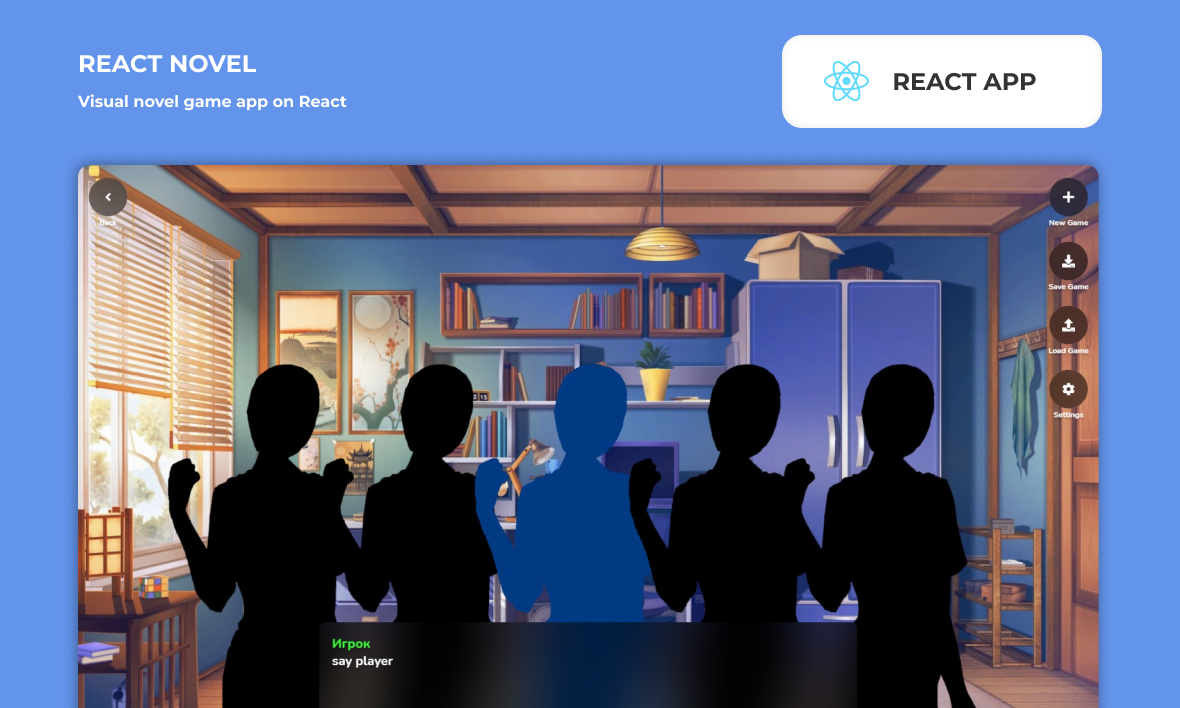 REACT NOVEL
Visual novel game app on React
REACT APP
Back
New Game
Save Game
Load Game
Settings
Игрок
say player